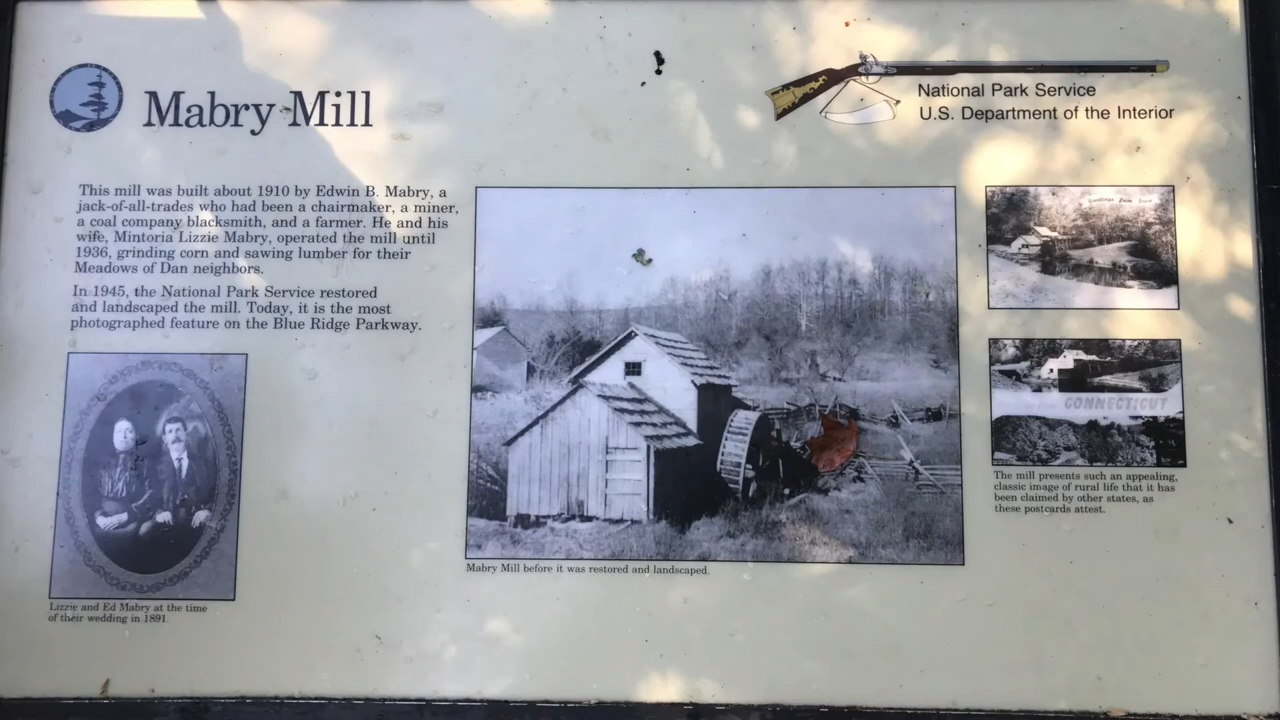 Mabry Mill
National Park Service
U.S. Department of the Interior
This mill was built about 1910 by Edwin B. Mabry, a
jack-of-all-trades who had been a chairmaker, a miner,
a coal company blacksmith, and a farmer. He and his
wife, Mintoria Lizzie Mabry, operated the mill until
1936, grinding corn and sawing lumber for their
Meadows of Dan neighbors.
In 1945, the National Park Service restored
and landscaped the mill. Today, it is the most
photographed feature on the Blue Ridge Parkway.
Lizzie and Ed Mabry at the time
of their wedding in 1891.
Mabry Mill before it was restored and landscaped.
Greetings from
CONNECTICUT
The mill presents such an appealing,
classic image of rural life that it has
been claimed by other states, as
these postcards attest.